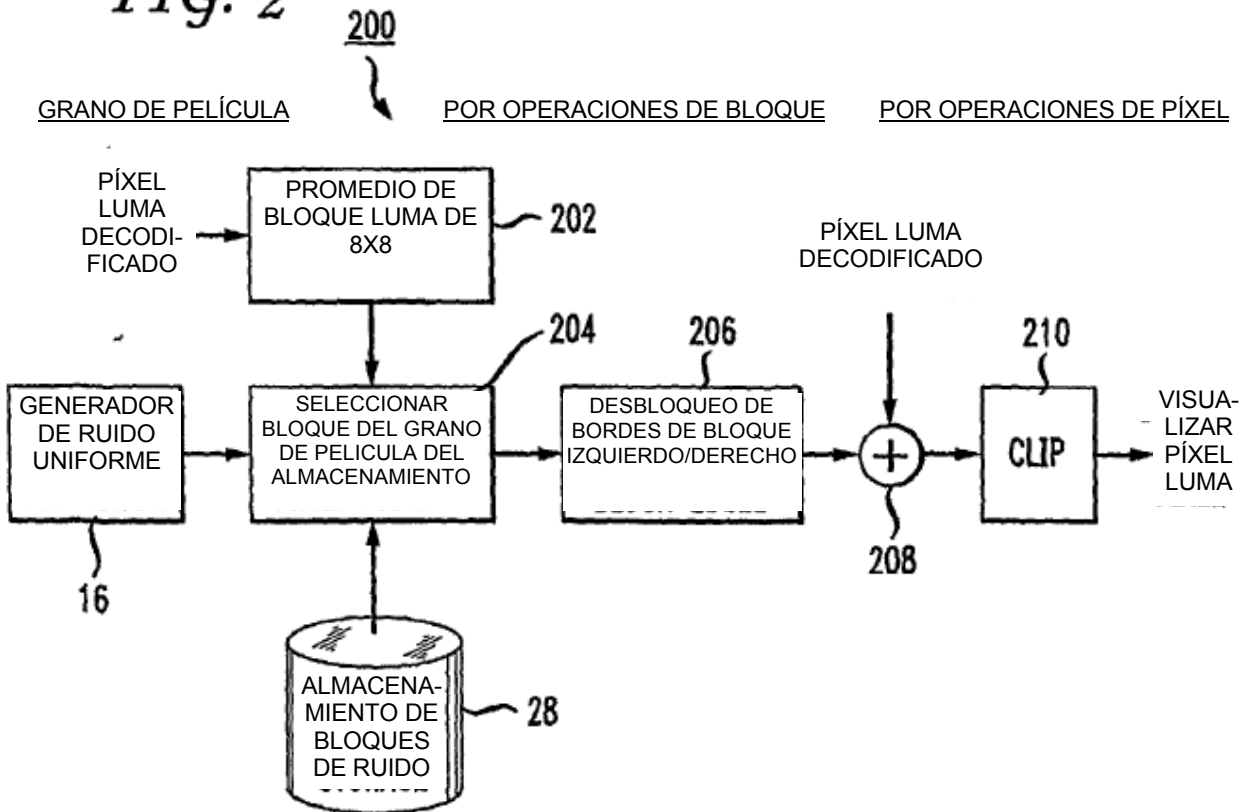 Fig. 2
200
GRANO DE PELÍCULA
POR OPERACIONES DE BLOQUE
POR OPERACIONES DE PÍXEL
PÍXEL
LUMA
DECODI-
FICADO
PROMEDIO DE
BLOQUE LUMA DE
8X8
202
PÍXEL LUMA
DECODIFICADO
204
206
210
GENERADOR
DE RUIDO
UNIFORME
SELECCIONAR
BLOQUE DEL GRANO
DE PELICULA DEL
ALMACENAMIENTO
DESBLOQUEO DE
BORDES DE BLOQUE
IZQUIERDO/DERECHO
+
CLIP
VISUA-
LIZAR
PÍXEL
LUMA
16
208
ALMACENA-
MIENTO DE
BLOQUES
DE RUIDO
28